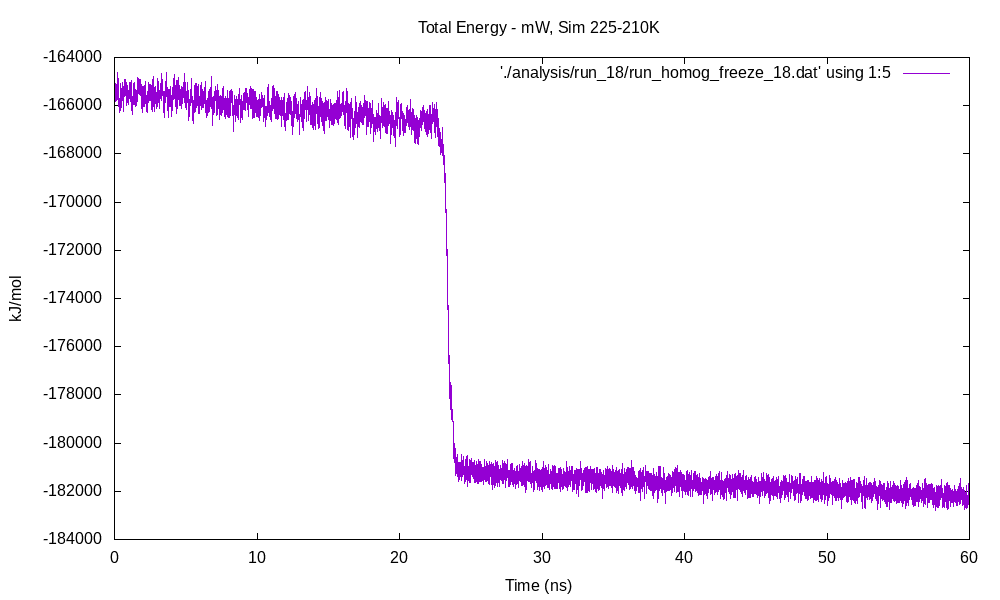 Total Energy - mW, Sim 225-210K
'./analysis/run_18/run_homog_freeze_18.dat' using 1:5
-164000
-166000
-168000
-170000
-172000
-174000
-176000
-178000
-180000
-182000
-184000
kJ/mol
0 10 20 30 40 50 60
Time (ns)